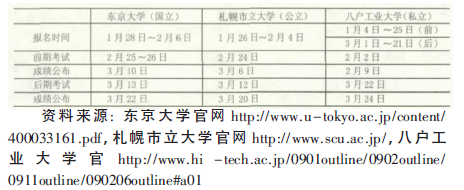 东京大学（国立） 札幌市立大学（公立） 八户工业大学（私立）
报名时间 1月28日～2月6日 1月26日～2月4日 1月4日～25日（前）
3月1日～21日（后）
前期考试 2月25～26日 2月24日 2月2日
成绩公布 3月10日 3月6日 2月9日
后期考试 3月13日 3月12日 3月22日
成绩公布 3月22日 3月20日 3月24日
资料来源：东京大学官网 http://www.u-tokyo.ac.jp/content/
400033161.pdf，札幌市立大学官网 http://www.scu.ac.jp/，八户工
业大学官 http://www.hi -tech.ac.jp/0901outline/0902outline/
0911outline/090206outline#a01